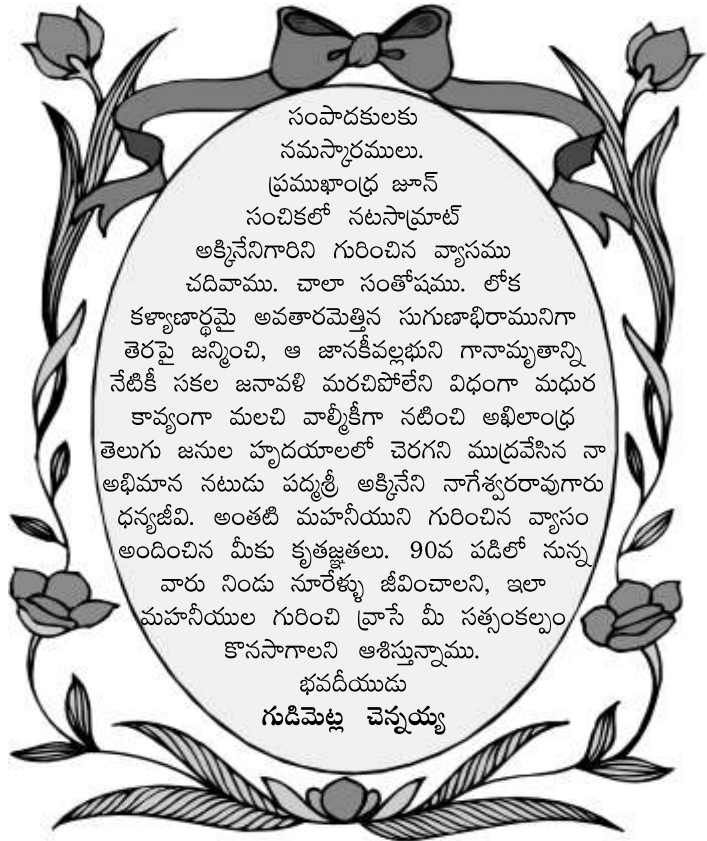 సంపాదకులకు
నమస్కారములు.
ప్రముఖాంధ్ర జూన్
సంచికలో నటసామ్రాట్
అక్కినేనిగారిని గురించిన వ్యాసము
చదివాము. చాలా సంతోషము. లోక
కళ్యాణార్థమై అవతారమెత్తిన సుగుణాభిరామునిగా
తెరపై జన్మించి, ఆ జానకీవల్లభుని గానామృతాన్ని
నేటికీ సకల జనావళి మరచిపోలేని విధంగా మధుర
కావ్యంగా మలచి వాల్మీకీగా నటించి అఖిలాంధ్ర
తెలుగు జనుల హృదయాలలో చెరగని ముద్రవేసిన నా
అభిమాన నటుడు పద్మశ్రీ అక్కినేని నాగేశ్వరరావుగారు
ధన్యజీవి. అంతటి మహనీయుని గురించిన వ్యాసం
అందించిన మీకు కృతజ్ఞతలు. 90వ పడిలో నున్న
వారు నిండు నూరేళ్ళు జీవించాలని, ఇలా
మహనీయుల గురించి వ్రాసే మీ సత్సంకల్పం
కొనసాగాలని ఆశిస్తున్నాము.
భవదీయుడు
గుడిమెట్ల చెన్నయ్య